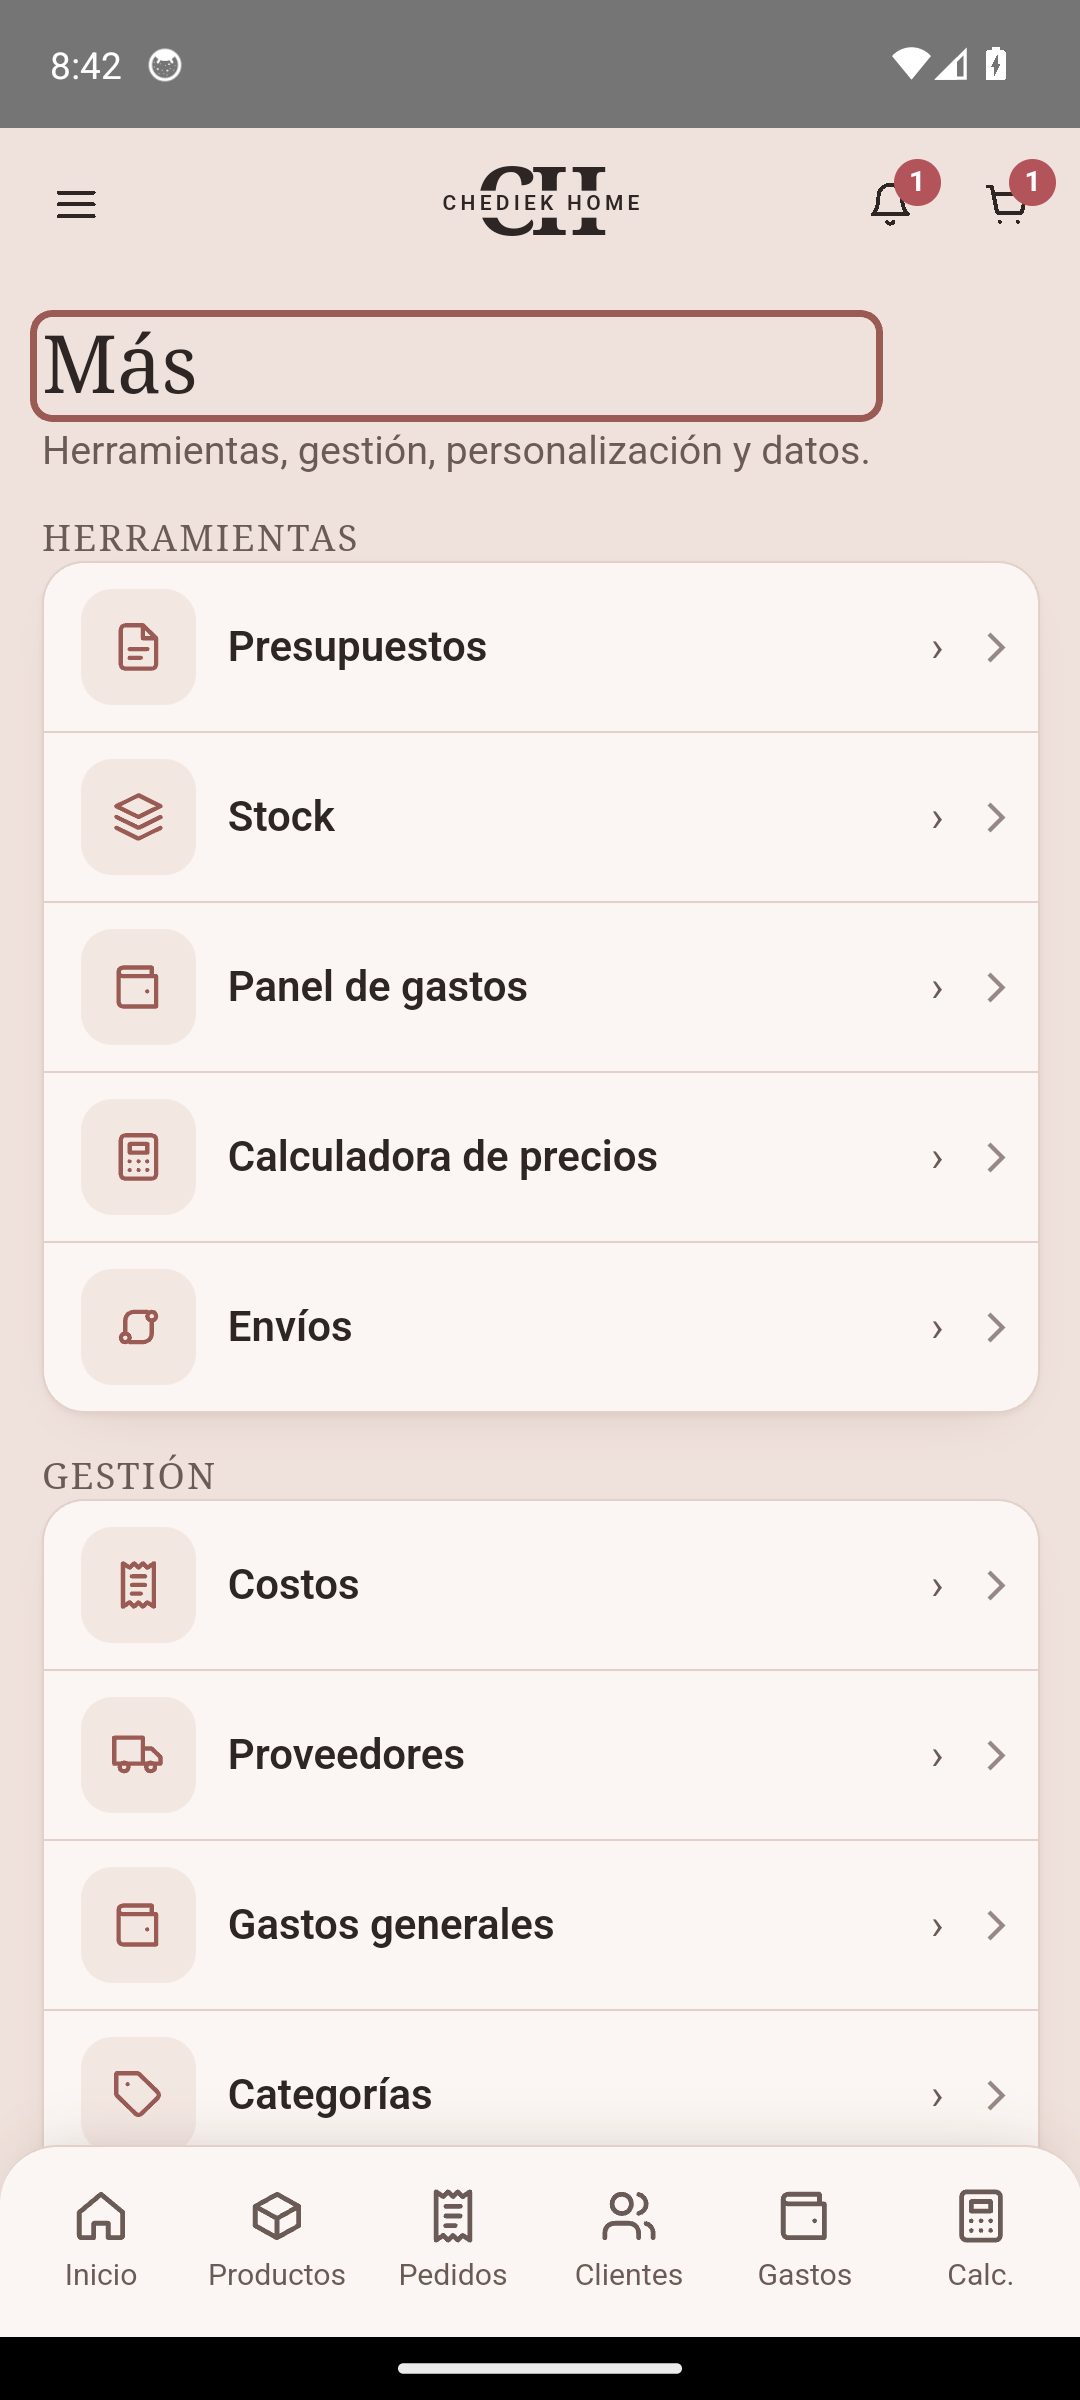 8:42
CH
CHEDIEK HOME
1
1
Más
Herramientas, gestión, personalización y datos.
HERRAMIENTAS
Presupuestos ›
Stock ›
Panel de gastos ›
Calculadora de precios ›
Envíos ›
GESTIÓN
Costos ›
Proveedores ›
Gastos generales ›
Categorías ›
Inicio Productos Pedidos Clientes Gastos Calc.